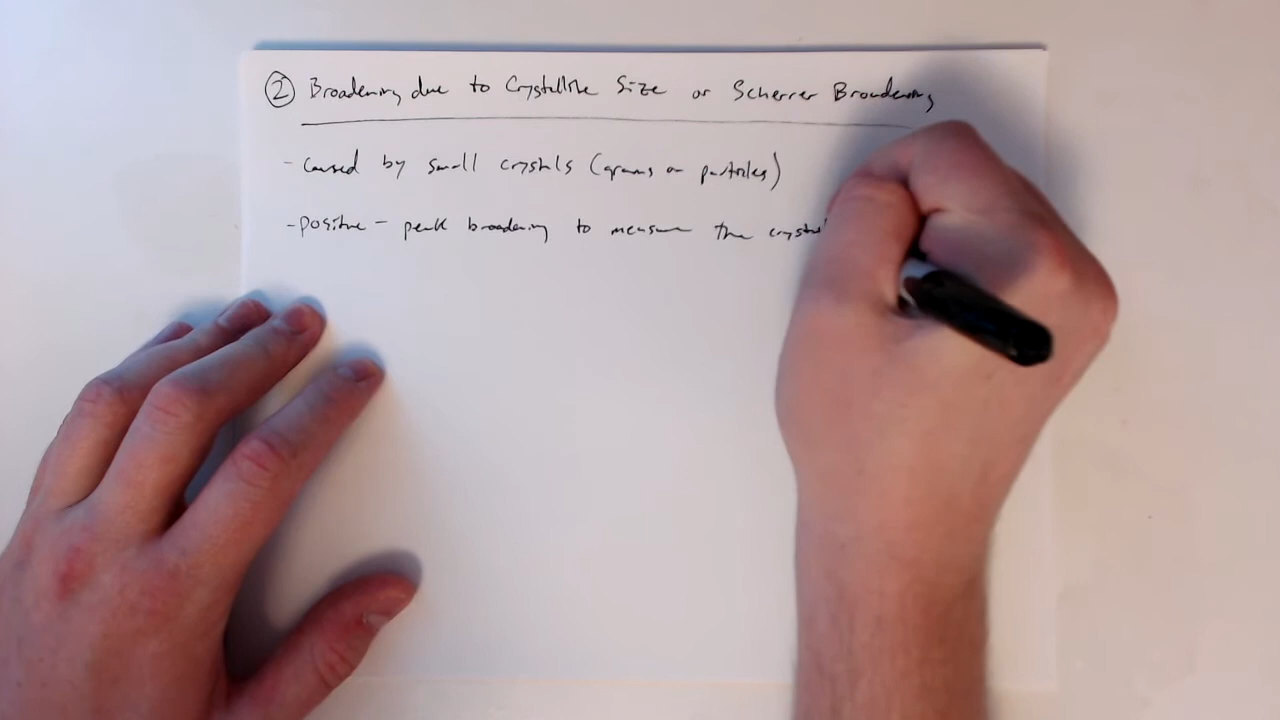 ② Broadening due to Crystallite Size or Scherrer Broadening
- Caused by small crystals (grains or particles)
- positive - peak broadening to measure the crystal